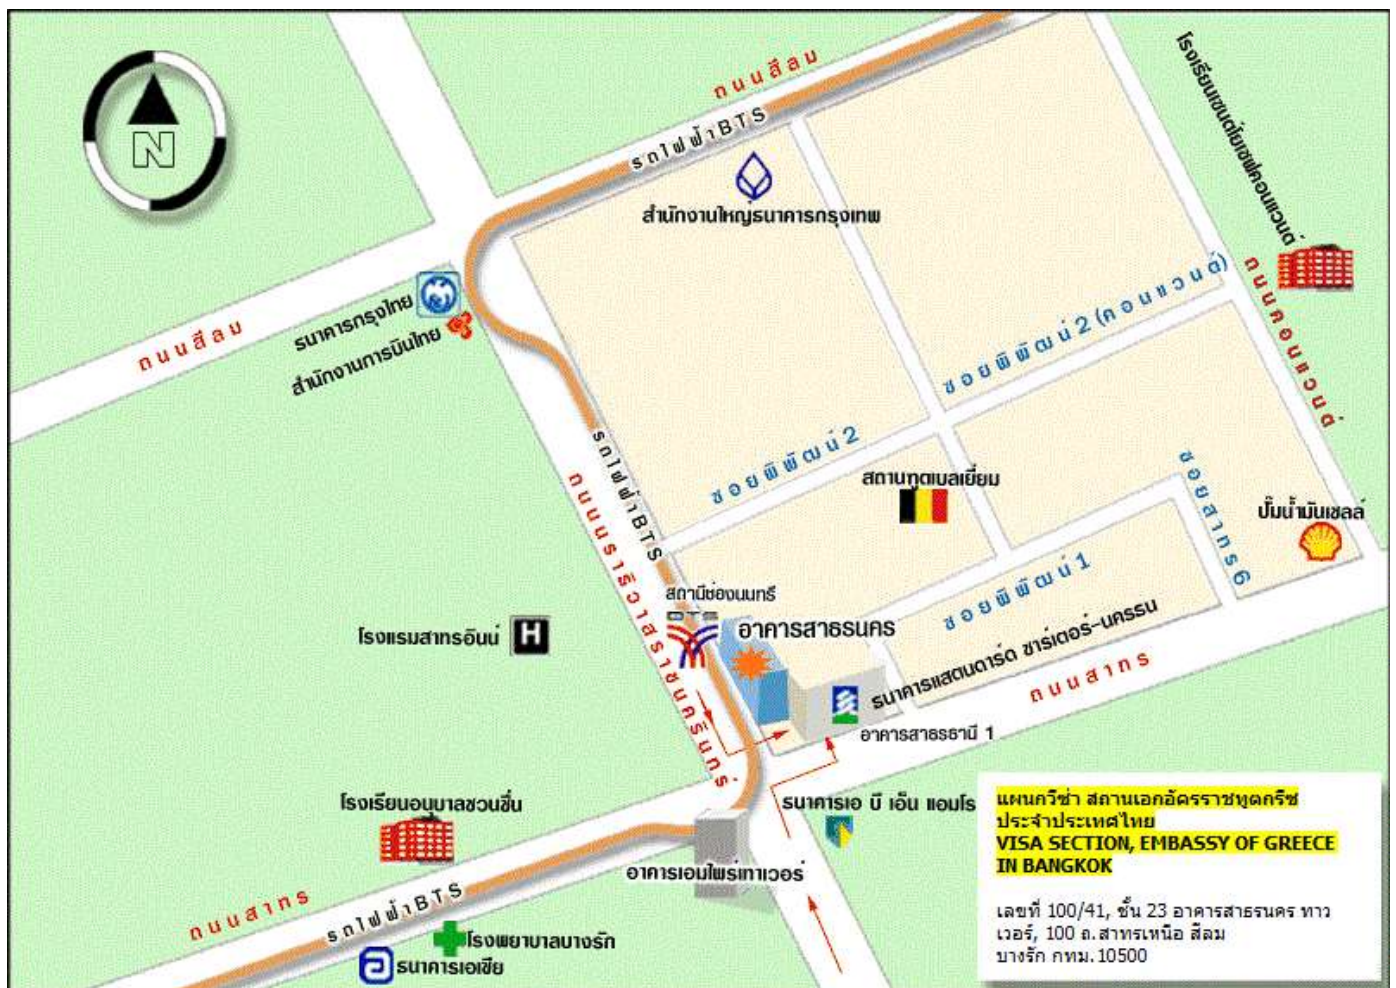 ถนนสีลม
รถไฟฟ้าBTS
N
สำนักงานใหญ่ธนาคารกรุงเทพ
โรงเรียนเซนต์โยเซฟคอนแวนต์
ถนนคอนแวนต์
ธนาคารกรุงไทย
สำนักงานการบินไทย
ถนนสีลม
ซอยพิพัฒน์2 (คอนแวนต์)
ซอยพิพัฒน์2
รถไฟฟ้าBTS
ถนนนราธิวาสราชนครินทร์
สถานฑูตเบลเยี่ยม
ซอยสาทร6
ปั๊มน้ำมันเชลล์
ซอยพิพัฒน์1
สถานีช่องนนทรี
BTS
อาคารสาธรนคร
โรงแรมสาทรอินน์
H
ธนาคารแสตนดาร์ด ชาร์เตอร์-นครธน
ถนนสาทร
อาคารสาธรธานี 1
โรงเรียนอนุบาลชวนชื่น
ธนาคารเอ บี เอ็น แอมโร
อาคารเอมไพร์ทาวเวอร์
ถนนสาทร
รถไฟฟ้าBTS
โรงพยาบาลบางรัก
ธนาคารเอเชีย
แผนกวีซ่า สถานเอกอัครราชทูตกรีซ
ประจำประเทศไทย
VISA SECTION, EMBASSY OF GREECE
IN BANGKOK
เลขที่ 100/41, ชั้น 23 อาคารสาธรนคร ทาว
เวอร์, 100 ถ.สาทรเหนือ สีลม
บางรัก กทม.10500